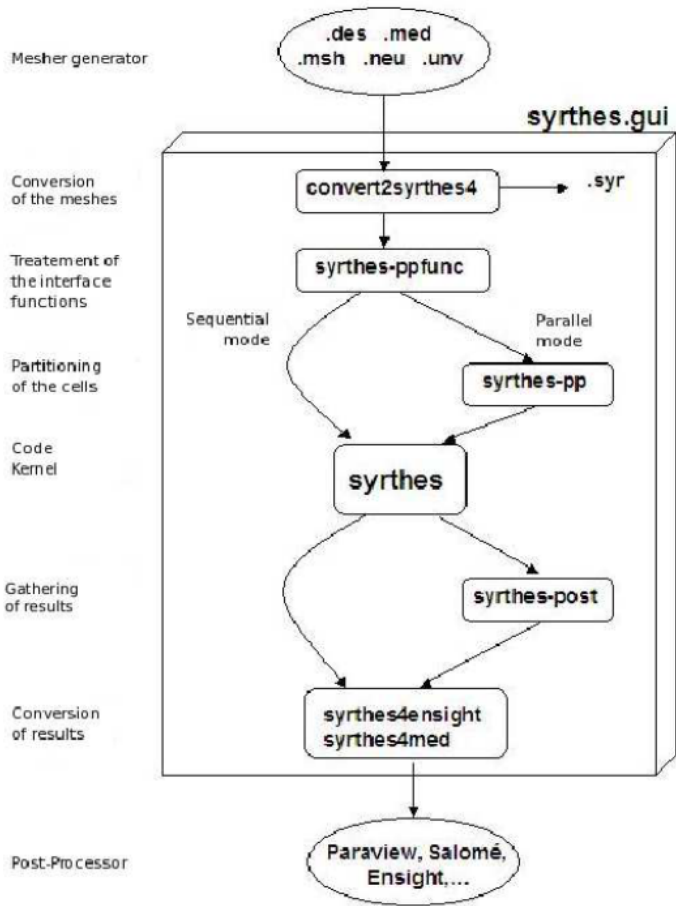 .des .med
.msh .neu .unv
Mesher generator
syrthes.gui
Conversion
of the meshes
convert2syrthes4
.syr
Treatement of
the interface
functions
syrthes-ppfunc
Sequential
mode
Parallel
mode
Partitioning
of the cells
syrthes-pp
Code
Kernel
syrthes
Gathering
of results
syrthes-post
Conversion
of results
syrthes4ensight
syrthes4med
Post-Processor
Paraview, Salomé,
Ensight,...